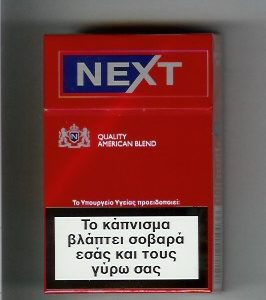 NEXT
N
QUALITY
AMERICAN BLEND
Το Υπουργείο Υγείας προειδοποιεί:
Το κάπνισμα
βλάπτει σοβαρά
εσάς και τους
γύρω σας